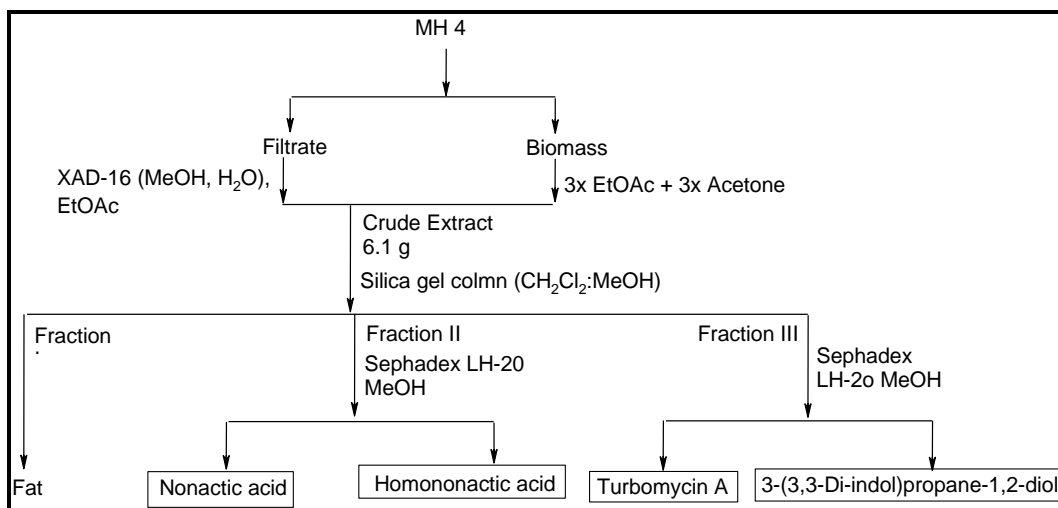 MH 4
Filtrate
Biomass
XAD-16 (MeOH, H2O),
EtOAc
3x EtOAc + 3x Acetone
Crude Extract
6.1 g
Silica gel colmn (CH2Cl2:MeOH)
Fraction
.
Fraction II
Sephadex LH-20
MeOH
Fraction III
Sephadex
LH-2o MeOH
Fat
Nonactic acid
Homononactic acid
Turbomycin A
3-(3,3-Di-indol)propane-1,2-diol